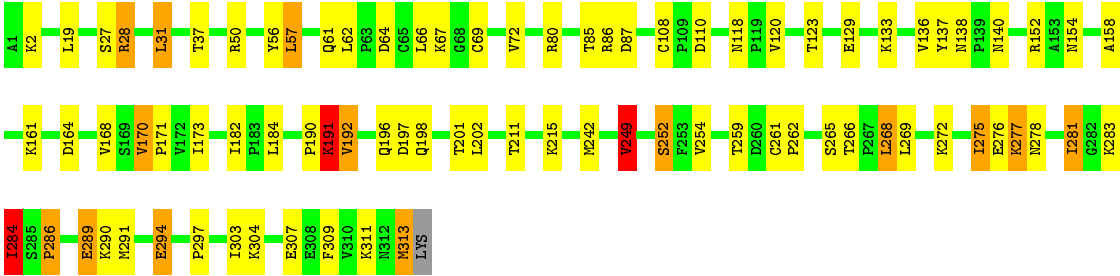 A1 K2 L19 S27 R28 L31 T37 R50 Y56 L57 Q61 L62 P63 D64 C65 L66 K67 G68 C69 V72 R80 T85 R86 D87 C108 P109 D110 N118 P119 V120 T123 E129 K133 V136 Y137 N138 P139 N140 R152 A153 N154 A158
K161 D164 V168 S169 V170 P171 V172 I173 I182 P183 L184 P190 K191 V192 Q196 D197 Q198 T201 L202 T211 K215 M242 V249 S252 F253 V254 T259 D260 C261 P262 S265 T266 P267 L268 L269 K272 I275 E276 K277 N278 I281 G282 K283
I284 S285 P286 E289 K290 M291 E294 P297 I303 K304 E307 E308 F309 V310 K311 N312 M313 LYS